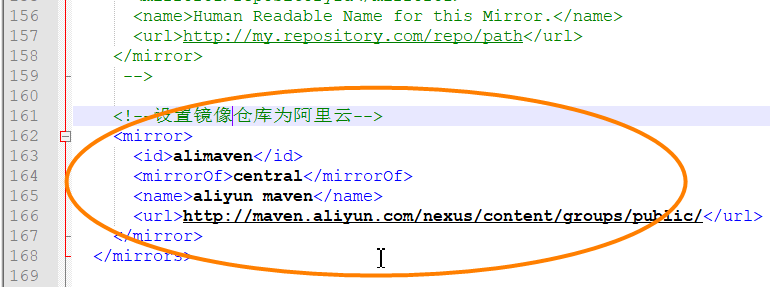 156 <name>Human Readable Name for this Mirror.</name>
157 <url>http://my.repository.com/repo/path</url>
158 </mirror>
159 -->
160
161 <!--设置镜像仓库为阿里云-->
162 <mirror>
163 <id>alimaven</id>
164 <mirrorOf>central</mirrorOf>
165 <name>aliyun maven</name>
166 <url>http://maven.aliyun.com/nexus/content/groups/public/</url>
167 </mirror>
168 </mirrors>
169